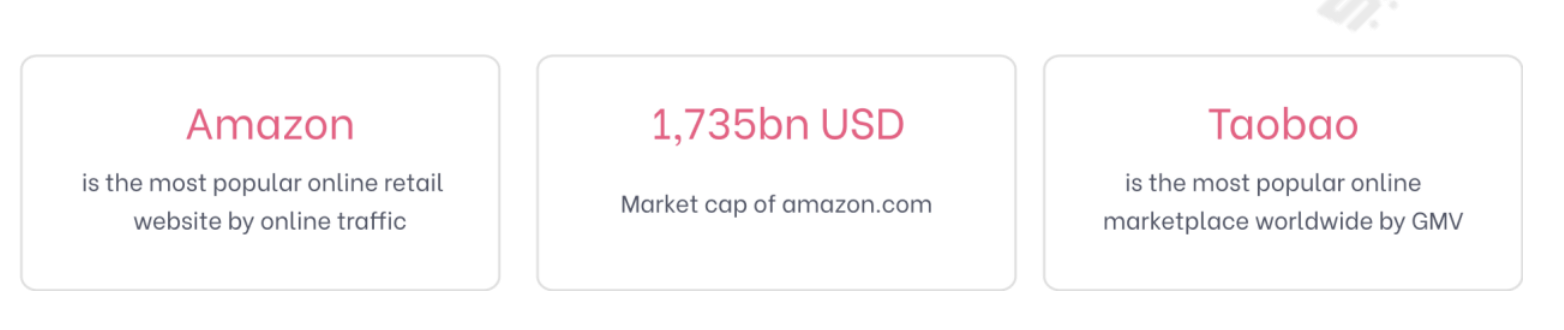 Amazon
is the most popular online retail
website by online traffic
1,735bn USD
Market cap of amazon.com
Taobao
is the most popular online
marketplace worldwide by GMV